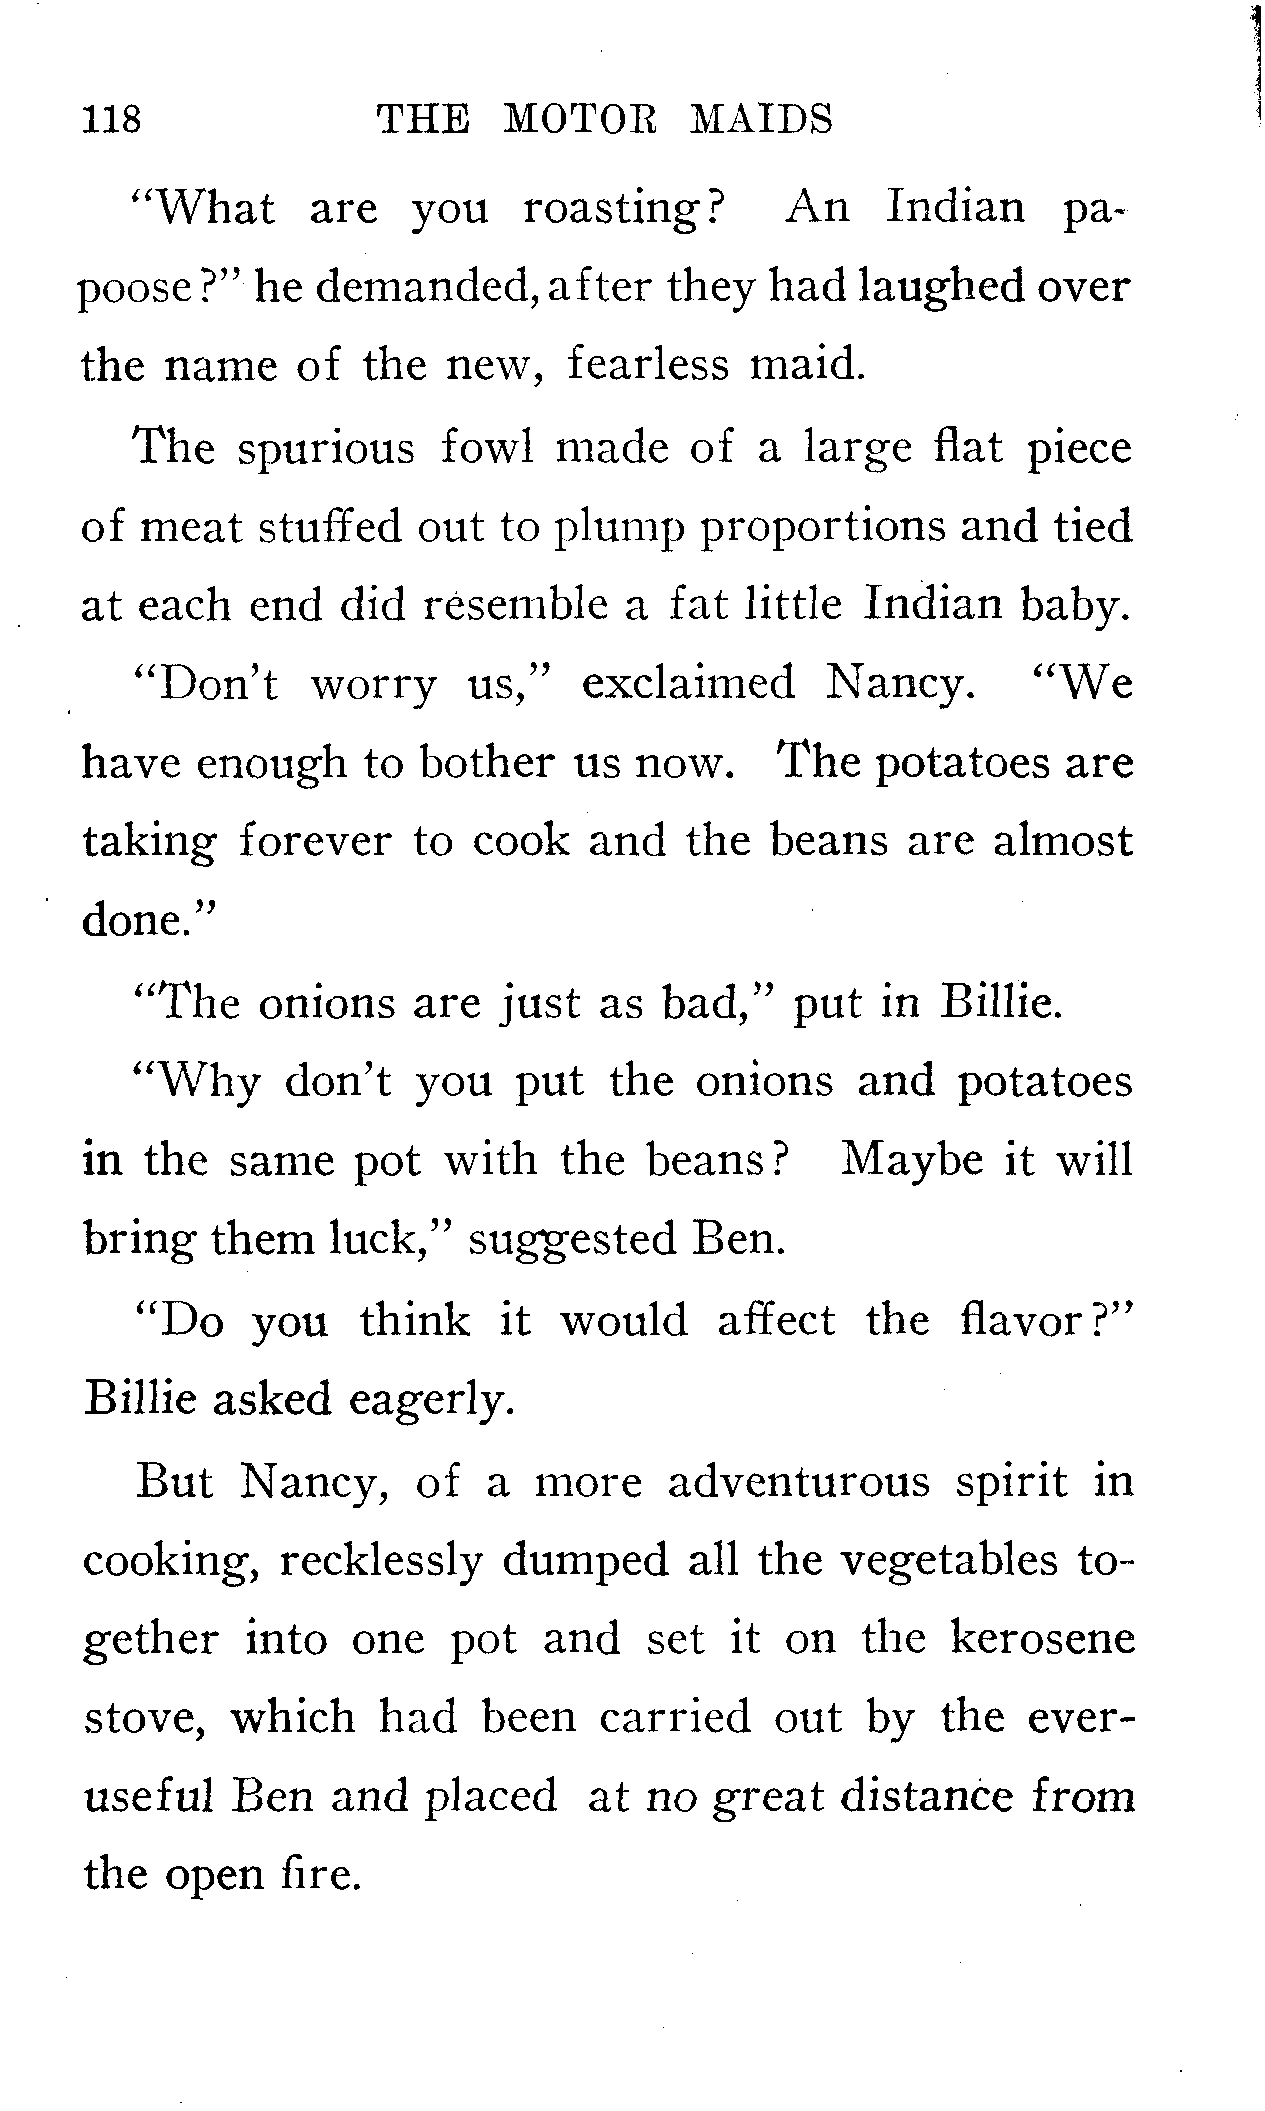 118 THE MOTOR MAIDS
“What are you roasting? An Indian pa-
poose?” he demanded, after they had laughed over
the name of the new, fearless maid.
The spurious fowl made of a large flat piece
of meat stuffed out to plump proportions and tied
at each end did resemble a fat little Indian baby.
“Don’t worry us,” exclaimed Nancy. “We
have enough to bother us now. The potatoes are
taking forever to cook and the beans are almost
done.”
“The onions are just as bad,” put in Billie.
“Why don’t you put the onions and potatoes
in the same pot with the beans? Maybe it will
bring them luck,” suggested Ben.
“Do you think it would affect the flavor?”
Billie asked eagerly.
But Nancy, of a more adventurous spirit in
cooking, recklessly dumped all the vegetables to-
gether into one pot and set it on the kerosene
stove, which had been carried out by the ever-
useful Ben and placed at no great distance from
the open fire.